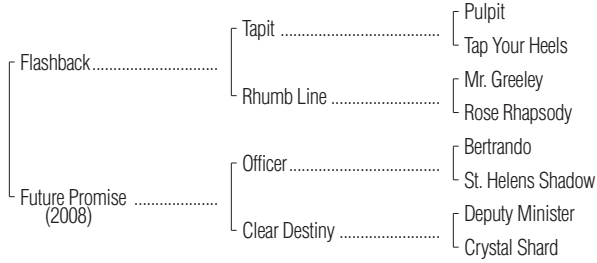 Pulpit
Tapit ................................
Tap Your Heels
Flashback.....................................
Mr. Greeley
Rhumb Line ................................
Rose Rhapsody
Bertrando
Officer............................................
St. Helens Shadow
Future Promise ........................
(2008)
Deputy Minister
Clear Destiny .............................
Crystal Shard